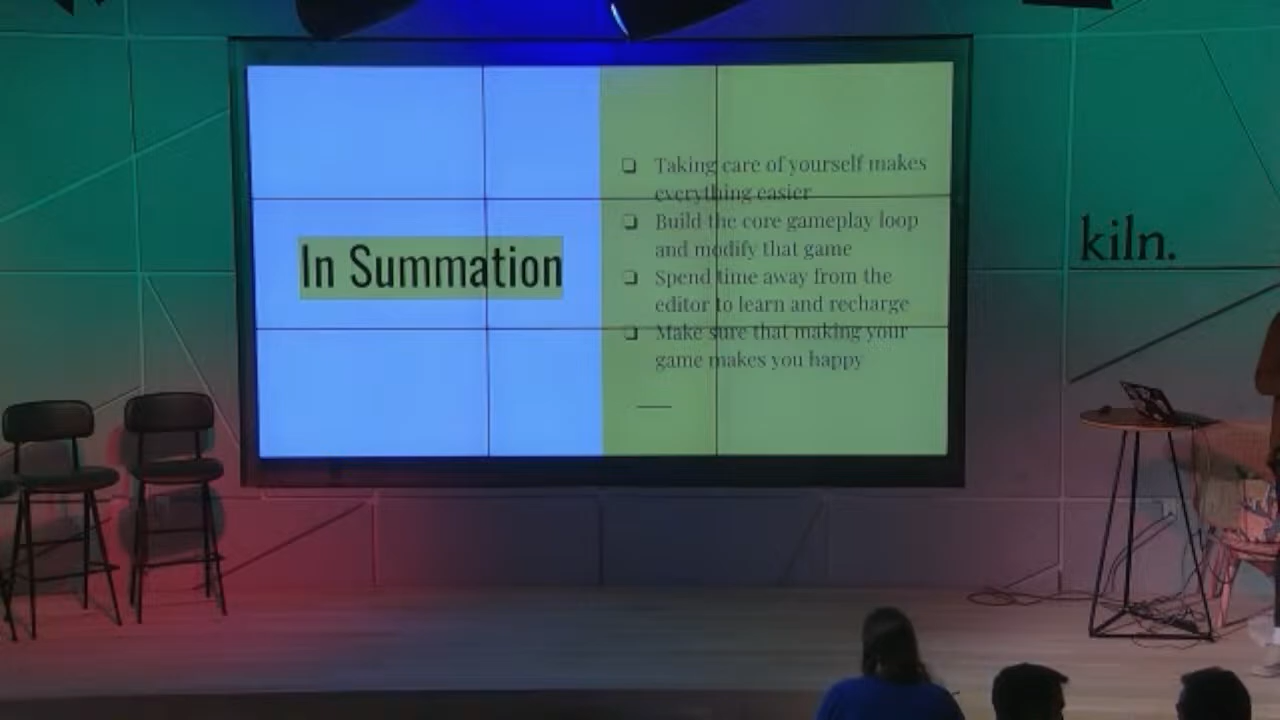 In Summation
Taking care of yourself makes
everything easier
Build the core gameplay loop
and modify that game
Spend time away from the
editor to learn and recharge
Make sure that making your
game makes you happy
kiln.